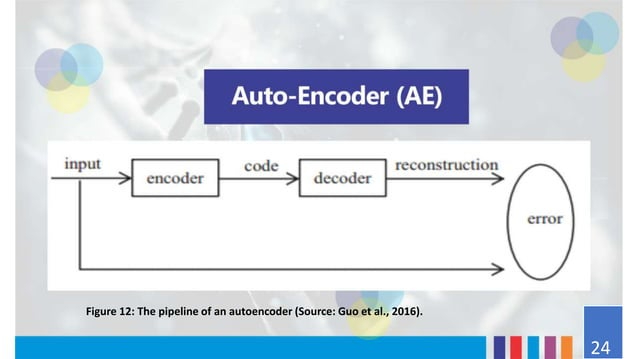 Auto-Encoder (AE)
input
encoder
code
decoder
reconstruction
error
Figure 12: The pipeline of an autoencoder (Source: Guo et al., 2016).
24